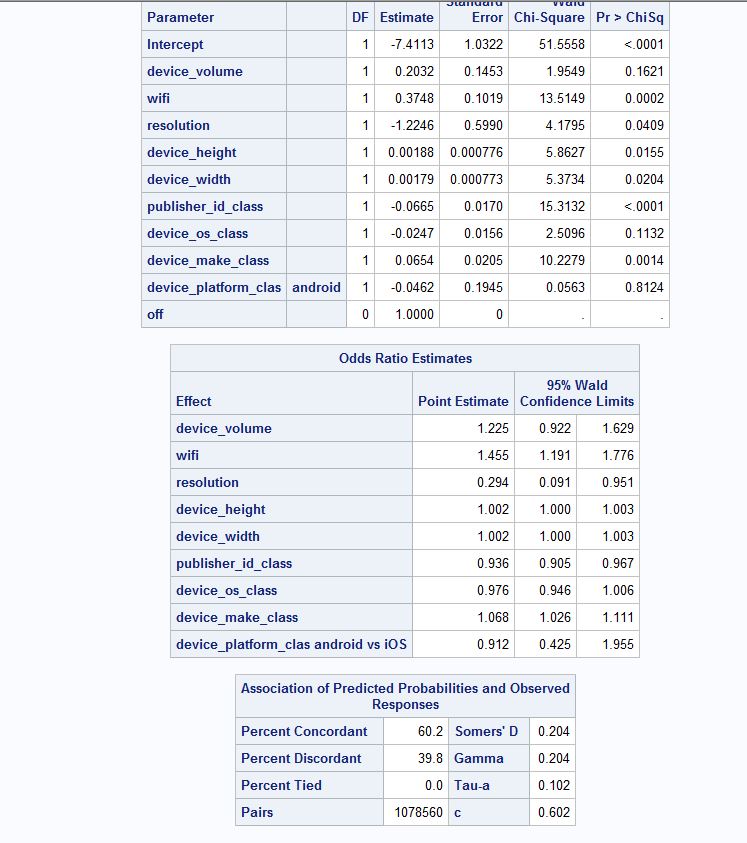 Parameter DF Estimate Error Chi-Square Pr > ChiSq
Intercept 1 -7.4113 1.0322 51.5558 <.0001
device_volume 1 0.2032 0.1453 1.9549 0.1621
wifi 1 0.3748 0.1019 13.5149 0.0002
resolution 1 -1.2246 0.5990 4.1795 0.0409
device_height 1 0.00188 0.000776 5.8627 0.0155
device_width 1 0.00179 0.000773 5.3734 0.0204
publisher_id_class 1 -0.0665 0.0170 15.3132 <.0001
device_os_class 1 -0.0247 0.0156 2.5096 0.1132
device_make_class 1 0.0654 0.0205 10.2279 0.0014
device_platform_clas android 1 -0.0462 0.1945 0.0563 0.8124
off 0 1.0000 0 . .
Odds Ratio Estimates
Effect Point Estimate 95% Wald
Confidence Limits
device_volume 1.225 0.922 1.629
wifi 1.455 1.191 1.776
resolution 0.294 0.091 0.951
device_height 1.002 1.000 1.003
device_width 1.002 1.000 1.003
publisher_id_class 0.936 0.905 0.967
device_os_class 0.976 0.946 1.006
device_make_class 1.068 1.026 1.111
device_platform_clas android vs iOS 0.912 0.425 1.955
Association of Predicted Probabilities and Observed
Responses
Percent Concordant 60.2 Somers' D 0.204
Percent Discordant 39.8 Gamma 0.204
Percent Tied 0.0 Tau-a 0.102
Pairs 1078560 c 0.602